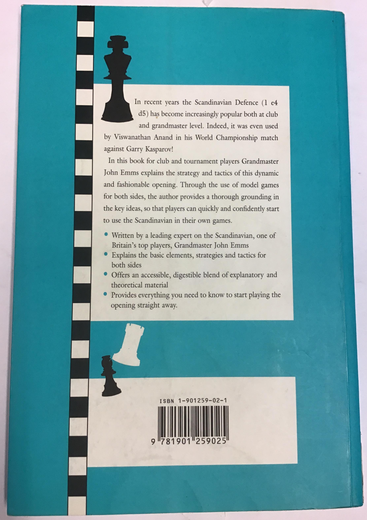 In recent years the Scandinavian Defence (1 e4
d5) has become increasingly popular both at club
and grandmaster level. Indeed, it was even used
by Viswanathan Anand in his World Championship match
against Garry Kasparov!
In this book for club and tournament players Grandmaster
John Emms explains the strategy and tactics of this dynamic
and fashionable opening. Through the use of model games
for both sides, the author provides a thorough grounding in
the key ideas, so that players can quickly and confidently start
to use the Scandinavian in their own games.
• Written by a leading expert on the Scandinavian, one of
Britain's top players, Grandmaster John Emms
• Explains the basic elements, strategies and tactics for
both sides
• Offers an accessible, digestible blend of explanatory and
theoretical material
• Provides everything you need to know to start playing the
opening straight away.
ISBN 1-901259-02-1
9 781901 259025